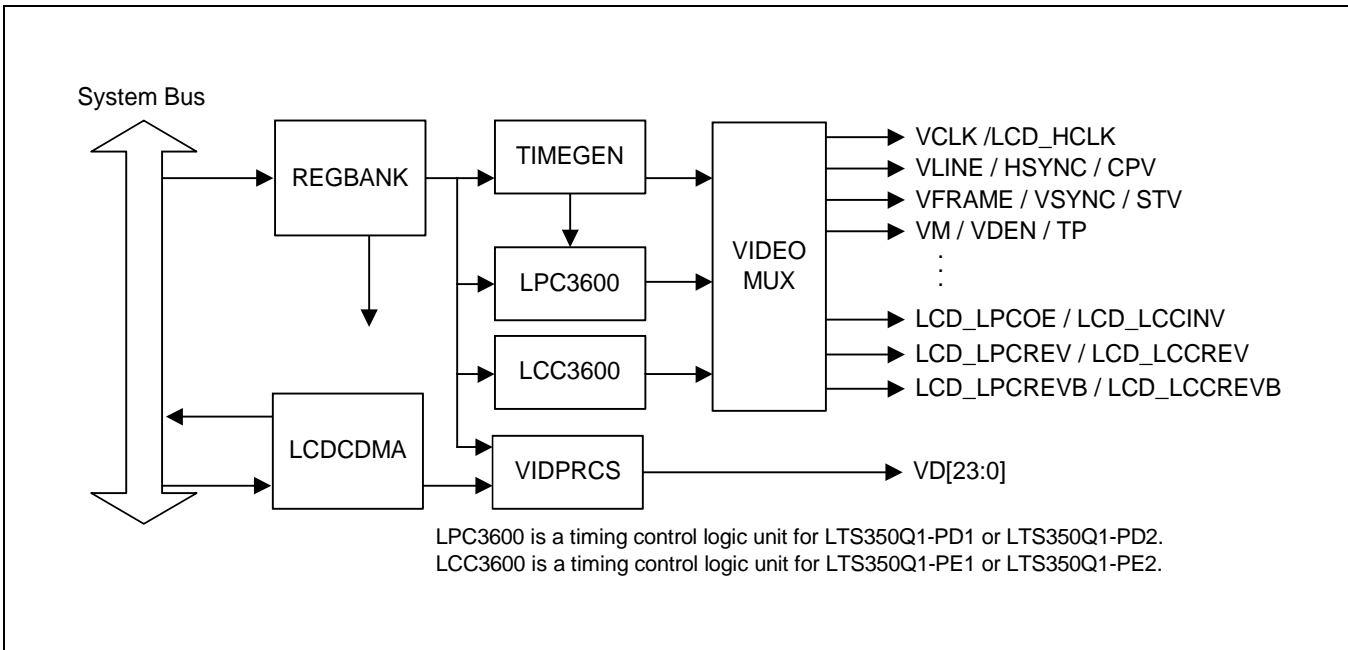 System Bus
REGBANK
TIMEGEN
LPC3600
LCC3600
LCDCDMA
VIDPRCS
VIDEO
MUX
VCLK /LCD_HCLK
VLINE / HSYNC / CPV
VFRAME / VSYNC / STV
VM / VDEN / TP
.
.
.
LCD_LPCOE / LCD_LCCINV
LCD_LPCREV / LCD_LCCREV
LCD_LPCREVB / LCD_LCCREVB
VD[23:0]
LPC3600 is a timing control logic unit for LTS350Q1-PD1 or LTS350Q1-PD2.
LCC3600 is a timing control logic unit for LTS350Q1-PE1 or LTS350Q1-PE2.